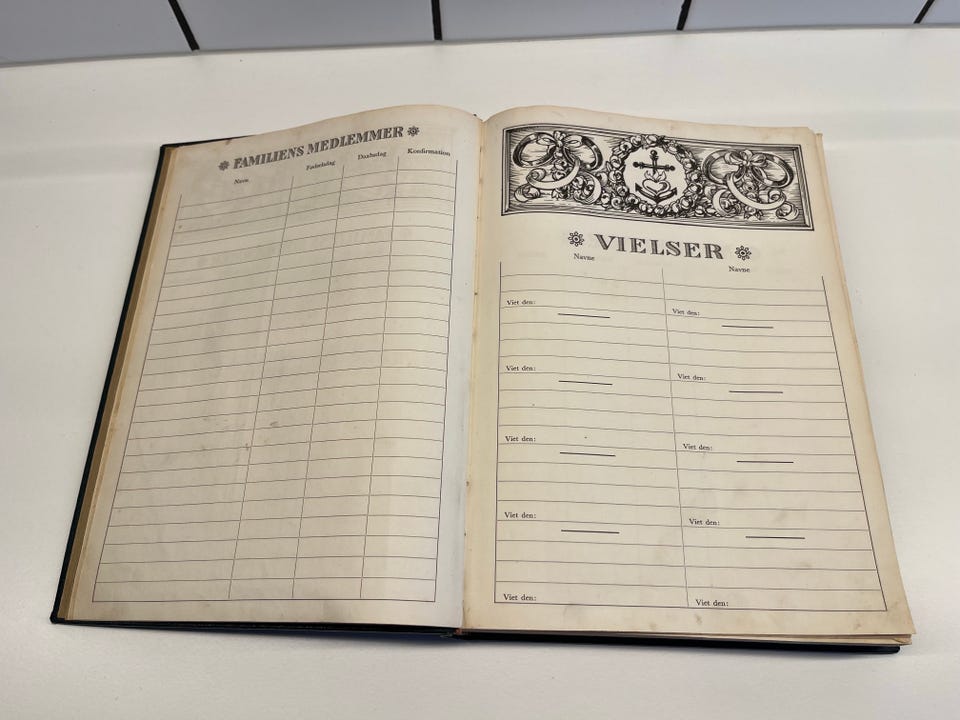 FAMILIENS MEDLEMMER
Navn Fødselsdag Daabsdag Konfirmation
VIELSER
Navne Navne
Viet den: Viet den:
Viet den: Viet den:
Viet den: Viet den:
Viet den: Viet den:
Viet den: Viet den: